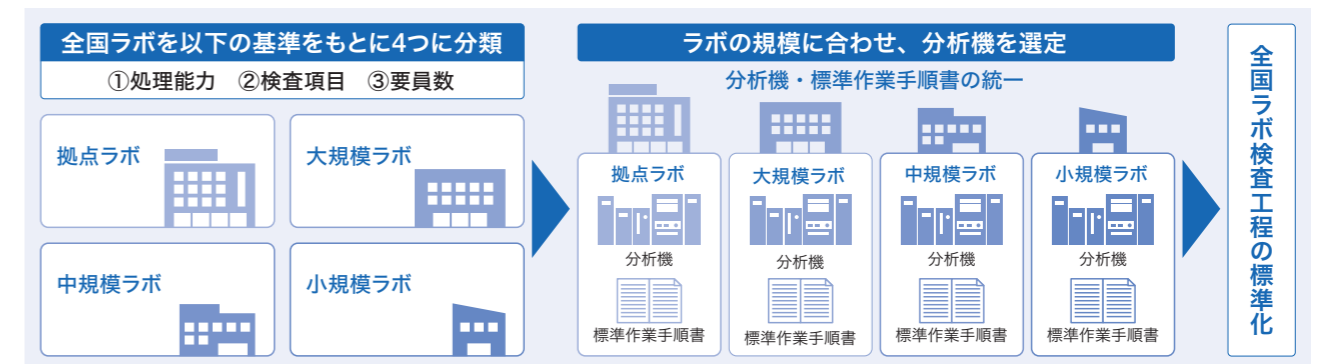 全国ラボを以下の基準をもとに4つに分類
①処理能力 ②検査項目 ③要員数
拠点ラボ
大規模ラボ
中規模ラボ
小規模ラボ
ラボの規模に合わせ、分析機を選定
分析機・標準作業手順書の統一
拠点ラボ
分析機
標準作業手順書
大規模ラボ
分析機
標準作業手順書
中規模ラボ
分析機
標準作業手順書
小規模ラボ
分析機
標準作業手順書
全国ラボ検査工程の標準化